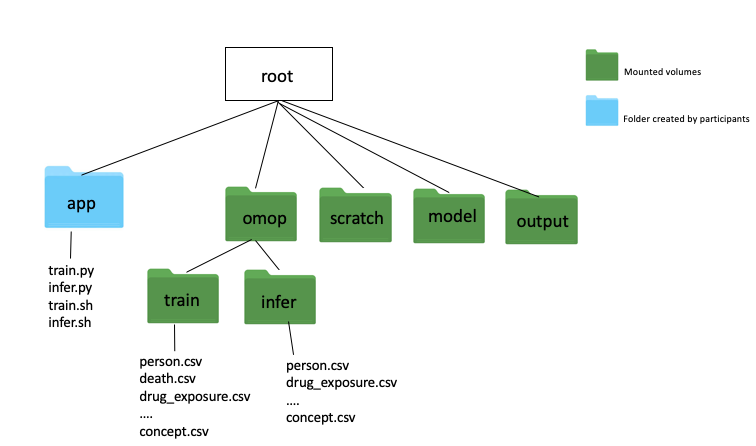 root
Mounted volumes
Folder created by participants
app
omop
scratch
model
output
train.py
infer.py
train.sh
infer.sh
train
infer
person.csv
death.csv
drug_exposure.csv
....
concept.csv
person.csv
drug_exposure.csv
....
concept.csv